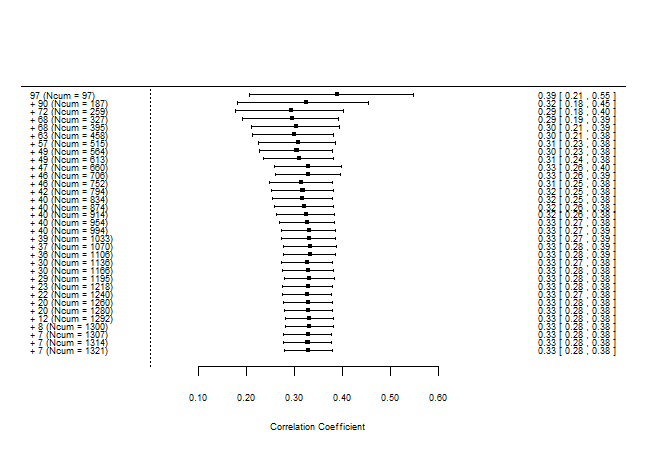 97 (Ncum = 97) 0.39 [ 0.21 , 0.55 ]
+ 90 (Ncum = 187) 0.32 [ 0.18 , 0.45 ]
+ 72 (Ncum = 259) 0.29 [ 0.18 , 0.40 ]
+ 68 (Ncum = 327) 0.29 [ 0.19 , 0.39 ]
+ 68 (Ncum = 395) 0.30 [ 0.21 , 0.39 ]
+ 63 (Ncum = 458) 0.30 [ 0.21 , 0.38 ]
+ 57 (Ncum = 515) 0.31 [ 0.23 , 0.38 ]
+ 49 (Ncum = 564) 0.30 [ 0.23 , 0.38 ]
+ 49 (Ncum = 613) 0.31 [ 0.24 , 0.38 ]
+ 47 (Ncum = 660) 0.33 [ 0.26 , 0.40 ]
+ 46 (Ncum = 706) 0.33 [ 0.26 , 0.39 ]
+ 46 (Ncum = 752) 0.31 [ 0.25 , 0.38 ]
+ 42 (Ncum = 794) 0.32 [ 0.25 , 0.38 ]
+ 40 (Ncum = 834) 0.32 [ 0.25 , 0.38 ]
+ 40 (Ncum = 874) 0.32 [ 0.26 , 0.38 ]
+ 40 (Ncum = 914) 0.32 [ 0.26 , 0.38 ]
+ 40 (Ncum = 954) 0.33 [ 0.27 , 0.38 ]
+ 40 (Ncum = 994) 0.33 [ 0.27 , 0.39 ]
+ 39 (Ncum = 1033) 0.33 [ 0.27 , 0.39 ]
+ 37 (Ncum = 1070) 0.33 [ 0.28 , 0.39 ]
+ 36 (Ncum = 1106) 0.33 [ 0.28 , 0.39 ]
+ 30 (Ncum = 1136) 0.33 [ 0.27 , 0.38 ]
+ 30 (Ncum = 1166) 0.33 [ 0.28 , 0.38 ]
+ 29 (Ncum = 1195) 0.33 [ 0.28 , 0.38 ]
+ 23 (Ncum = 1218) 0.33 [ 0.28 , 0.38 ]
+ 22 (Ncum = 1240) 0.33 [ 0.27 , 0.38 ]
+ 20 (Ncum = 1260) 0.33 [ 0.28 , 0.38 ]
+ 20 (Ncum = 1280) 0.33 [ 0.28 , 0.38 ]
+ 12 (Ncum = 1292) 0.33 [ 0.28 , 0.38 ]
+ 8 (Ncum = 1300) 0.33 [ 0.28 , 0.38 ]
+ 7 (Ncum = 1307) 0.33 [ 0.28 , 0.38 ]
+ 7 (Ncum = 1314) 0.33 [ 0.28 , 0.38 ]
+ 7 (Ncum = 1321) 0.33 [ 0.28 , 0.38 ]
0.10 0.20 0.30 0.40 0.50 0.60
Correlation Coefficient